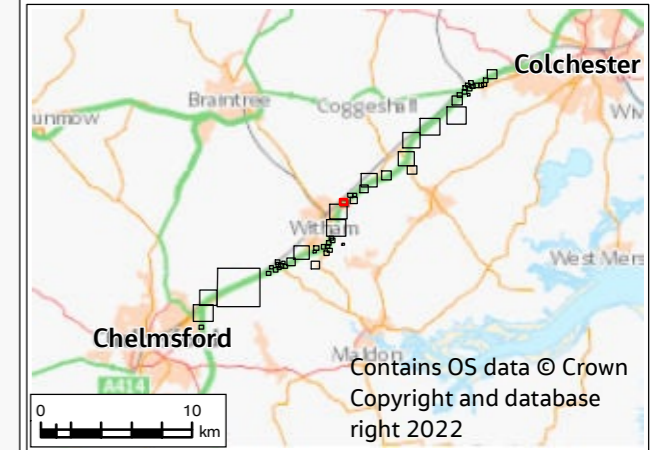 Colchester
Braintree
Coggeshall
unmow
Witham
West Mers
Chelmsford
Maldon
Contains OS data © Crown
Copyright and database
right 2022
A414
0 10
km